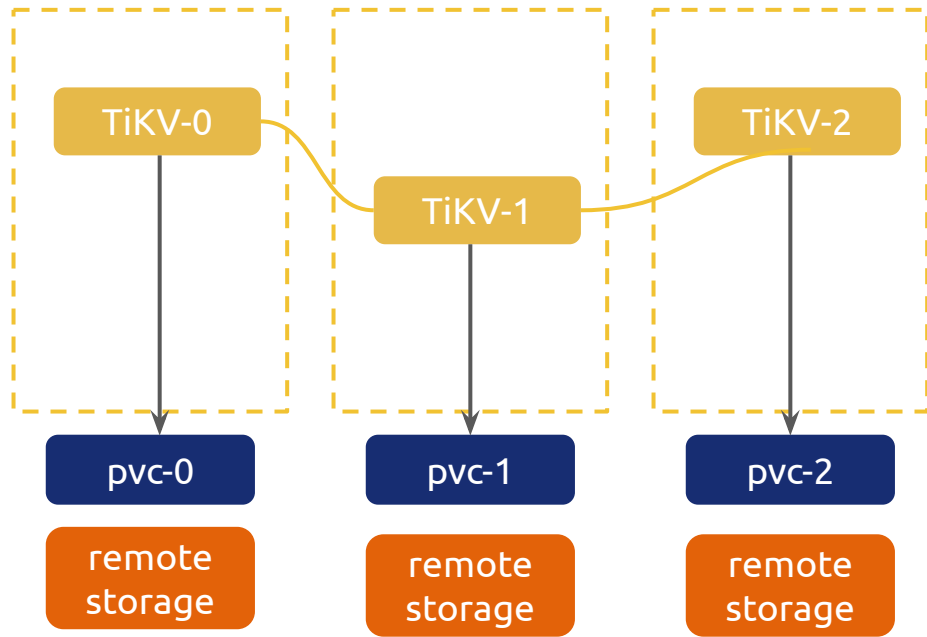 TiKV-0
TiKV-2
TiKV-1
pvc-0
pvc-1
pvc-2
remote
storage
remote
storage
remote
storage